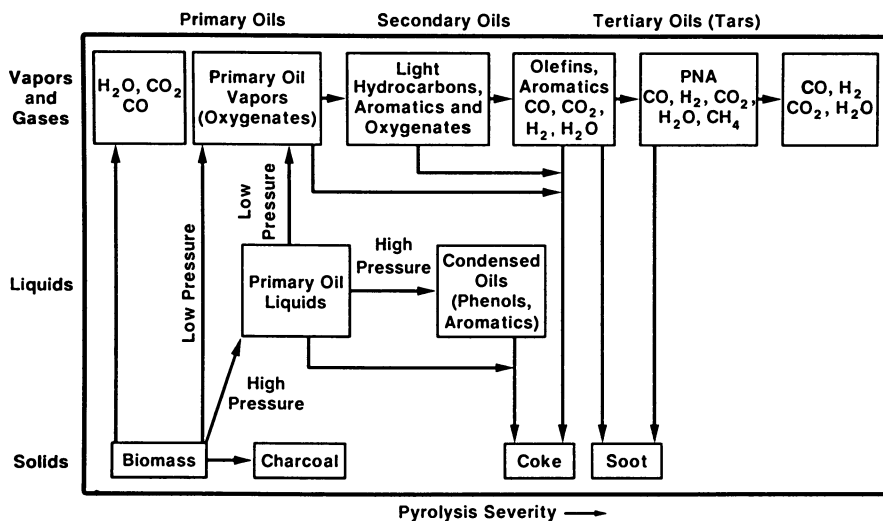 Primary Oils
Secondary Oils
Tertiary Oils (Tars)
Vapors
and
Gases
H₂O, CO₂
CO
Primary Oil
Vapors
(Oxygenates)
Light
Hydrocarbons,
Aromatics and
Oxygenates
Olefins,
Aromatics
CO, CO₂,
H₂, H₂O
PNA
CO, H₂, CO₂,
H₂O, CH₄
CO, H₂
CO₂, H₂O
Low Pressure
Low
Pressure
High
Pressure
Liquids
Primary Oil
Liquids
Condensed
Oils
(Phenols,
Aromatics)
High
Pressure
Solids
Biomass
Charcoal
Coke
Soot
Pyrolysis Severity